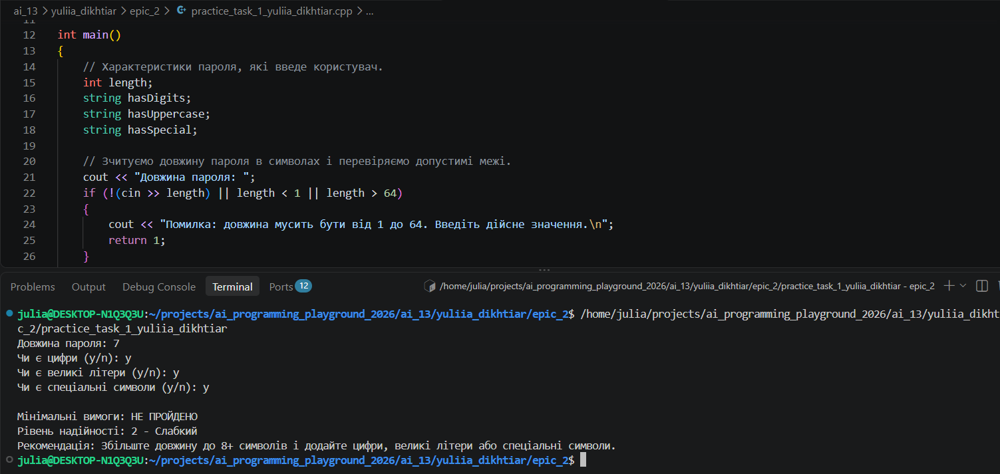 ai_13 > yuliia_dikhtiar > epic_2 > practice_task_1_yuliia_dikhtiar.cpp > ...
11
12 int main()
13 {
14 // Характеристики пароля, які введе користувач.
15 int length;
16 string hasDigits;
17 string hasUppercase;
18 string hasSpecial;
19
20 // Зчитуємо довжину пароля в символах і перевіряємо допустимі межі.
21 cout << "Довжина пароля: ";
22 if (!(cin >> length) || length < 1 || length > 64)
23 {
24 cout << "Помилка: довжина мусить бути від 1 до 64. Введіть дійсне значення.\n";
25 return 1;
26 }
Problems Output Debug Console Terminal Ports 12 /home/julia/projects/ai_programming_playground_2026/ai_13/yuliia_dikhtiar/epic_2/practice_task_1_yuliia_dikhtiar - epic_2
julia@DESKTOP-N1Q3Q3U:~/projects/ai_programming_playground_2026/ai_13/yuliia_dikhtiar/epic_2$ /home/julia/projects/ai_programming_playground_2026/ai_13/yuliia_dikht
c_2/practice_task_1_yuliia_dikhtiar
Довжина пароля: 7
Чи є цифри (y/n): y
Чи є великі літери (y/n): y
Чи є спеціальні символи (y/n): y
Мінімальні вимоги: НЕ ПРОЙДЕНО
Рівень надійності: 2 - Слабкий
Рекомендація: Збільште довжину до 8+ символів і додайте цифри, великі літери або спеціальні символи.
julia@DESKTOP-N1Q3Q3U:~/projects/ai_programming_playground_2026/ai_13/yuliia_dikhtiar/epic_2$